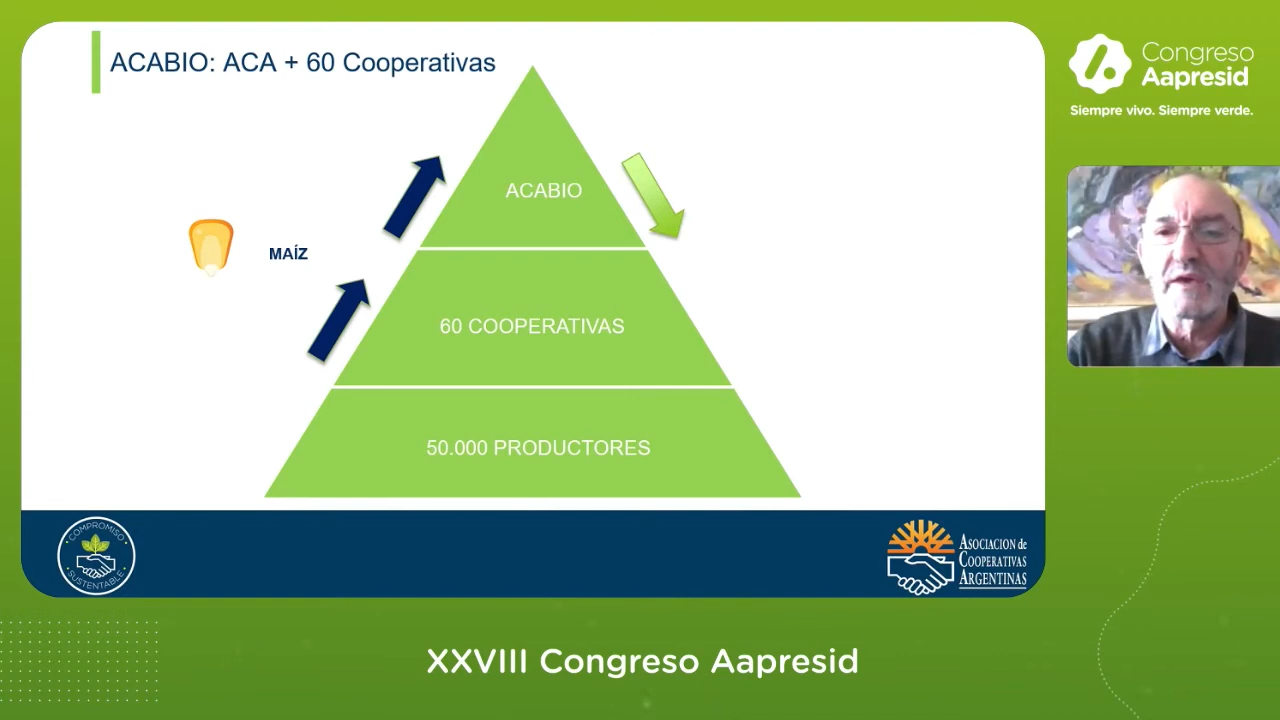 ACABIO: ACA + 60 Cooperativas
ACABIO
MAÍZ
60 COOPERATIVAS
50.000 PRODUCTORES
COMPROMISO
SUSTENTABLE
ASOCIACION de
COOPERATIVAS
ARGENTINAS
Congreso
Aapresid
Siempre vivo. Siempre verde.
XXVIII Congreso Aapresid